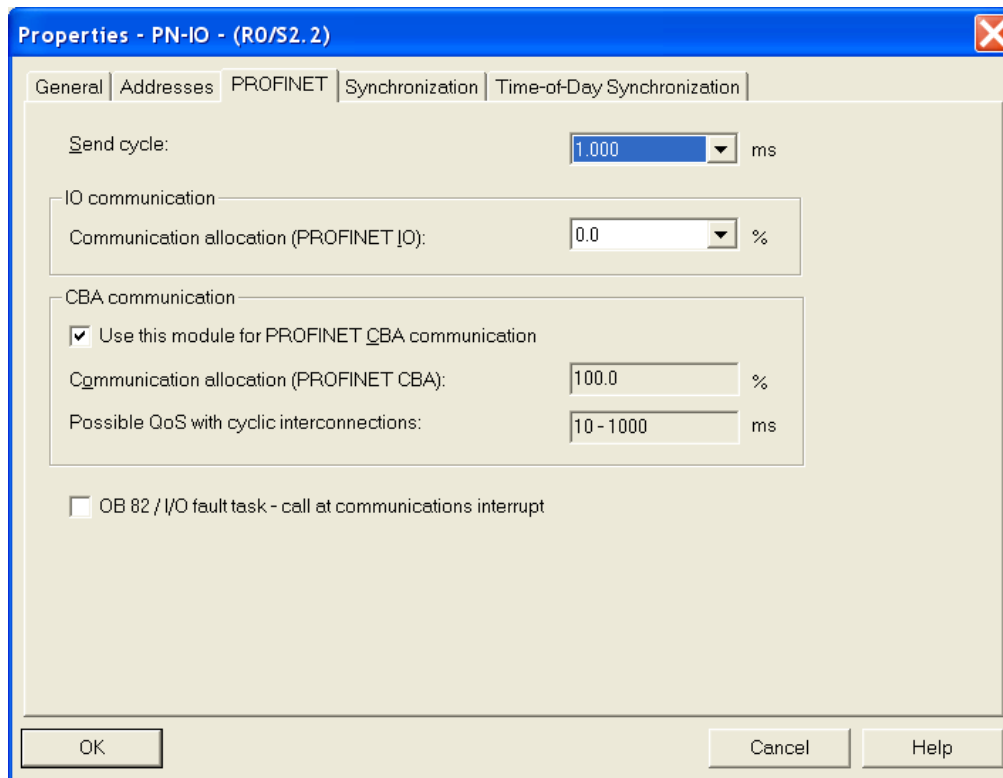 Properties - PN-IO - (R0/S2.2)
General Addresses PROFINET Synchronization Time-of-Day Synchronization
Send cycle: 1.000 ms
IO communication
Communication allocation (PROFINET IO): 0.0 %
CBA communication
Use this module for PROFINET CBA communication
Communication allocation (PROFINET CBA): 100.0 %
Possible QoS with cyclic interconnections: 10 - 1000 ms
OB 82 / I/O fault task - call at communications interrupt
OK Cancel Help